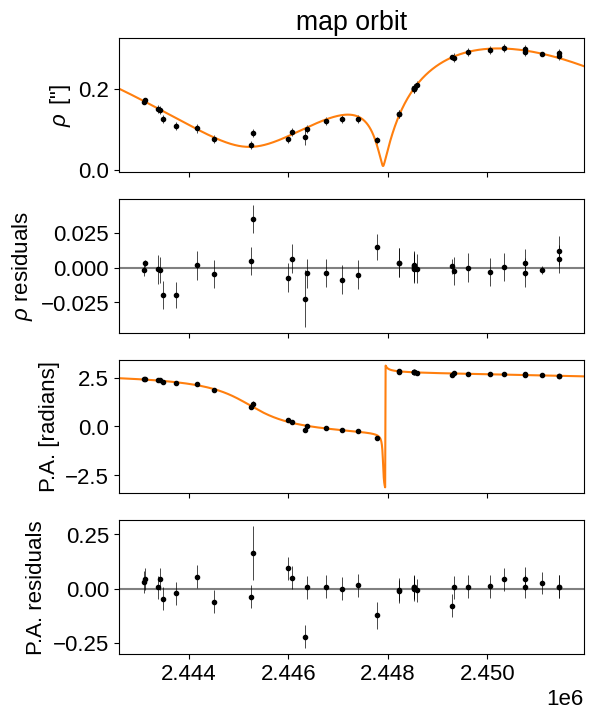 map orbit
ρ ["]
0.2
0.0
ρ residuals
0.025
0.000
−0.025
P.A. [radians]
2.5
0.0
−2.5
P.A. residuals
0.25
0.00
−0.25
2.444 2.446 2.448 2.450
1e6